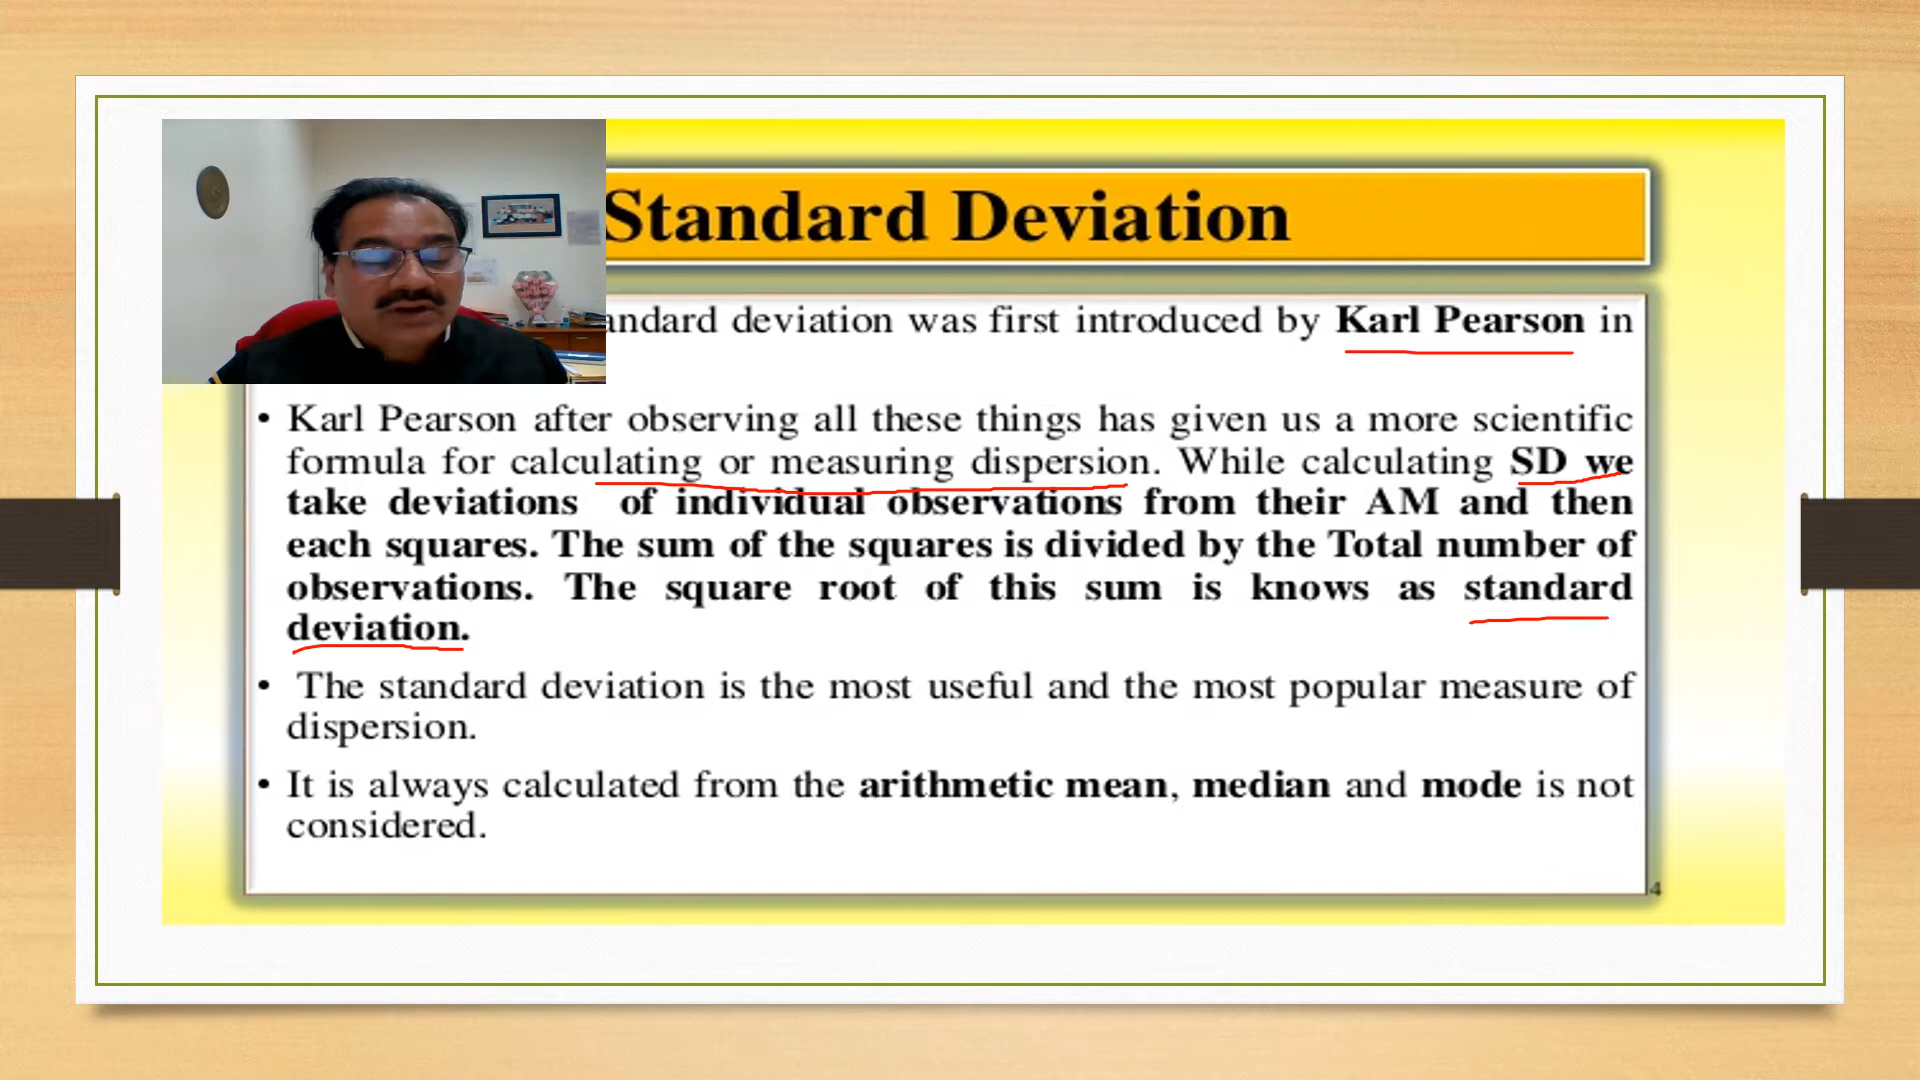 Standard Deviation
andard deviation was first introduced by Karl Pearson in
• Karl Pearson after observing all these things has given us a more scientific
formula for calculating or measuring dispersion. While calculating SD we
take deviations of individual observations from their AM and then
each squares. The sum of the squares is divided by the Total number of
observations. The square root of this sum is knows as standard
deviation.
• The standard deviation is the most useful and the most popular measure of
dispersion.
• It is always calculated from the arithmetic mean, median and mode is not
considered.
4